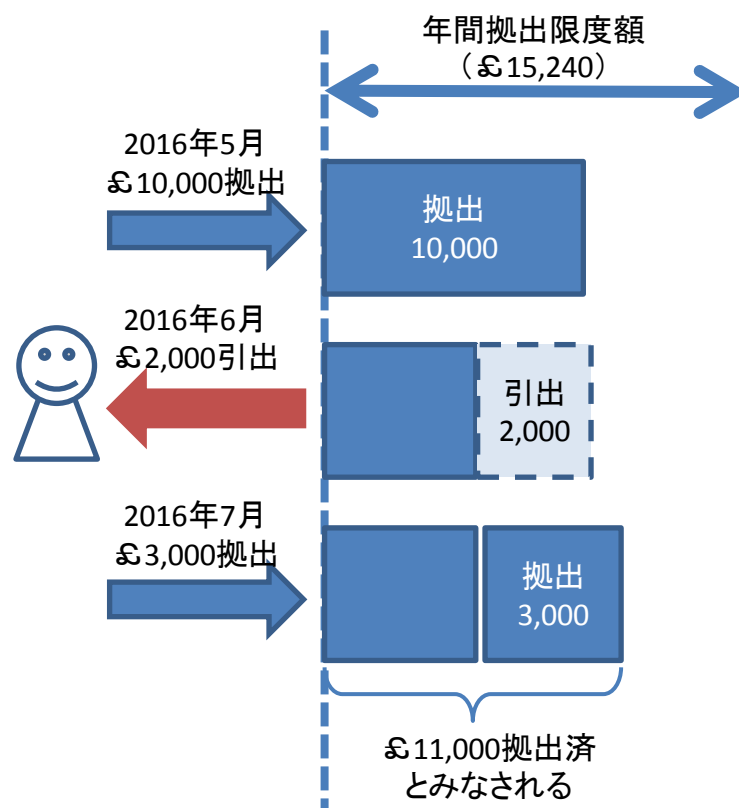 年間拠出限度額
（￡15,240）
2016年5月
￡10,000拠出
拠出
10,000
2016年6月
￡2,000引出
引出
2,000
2016年7月
￡3,000拠出
拠出
3,000
￡11,000拠出済
とみなされる